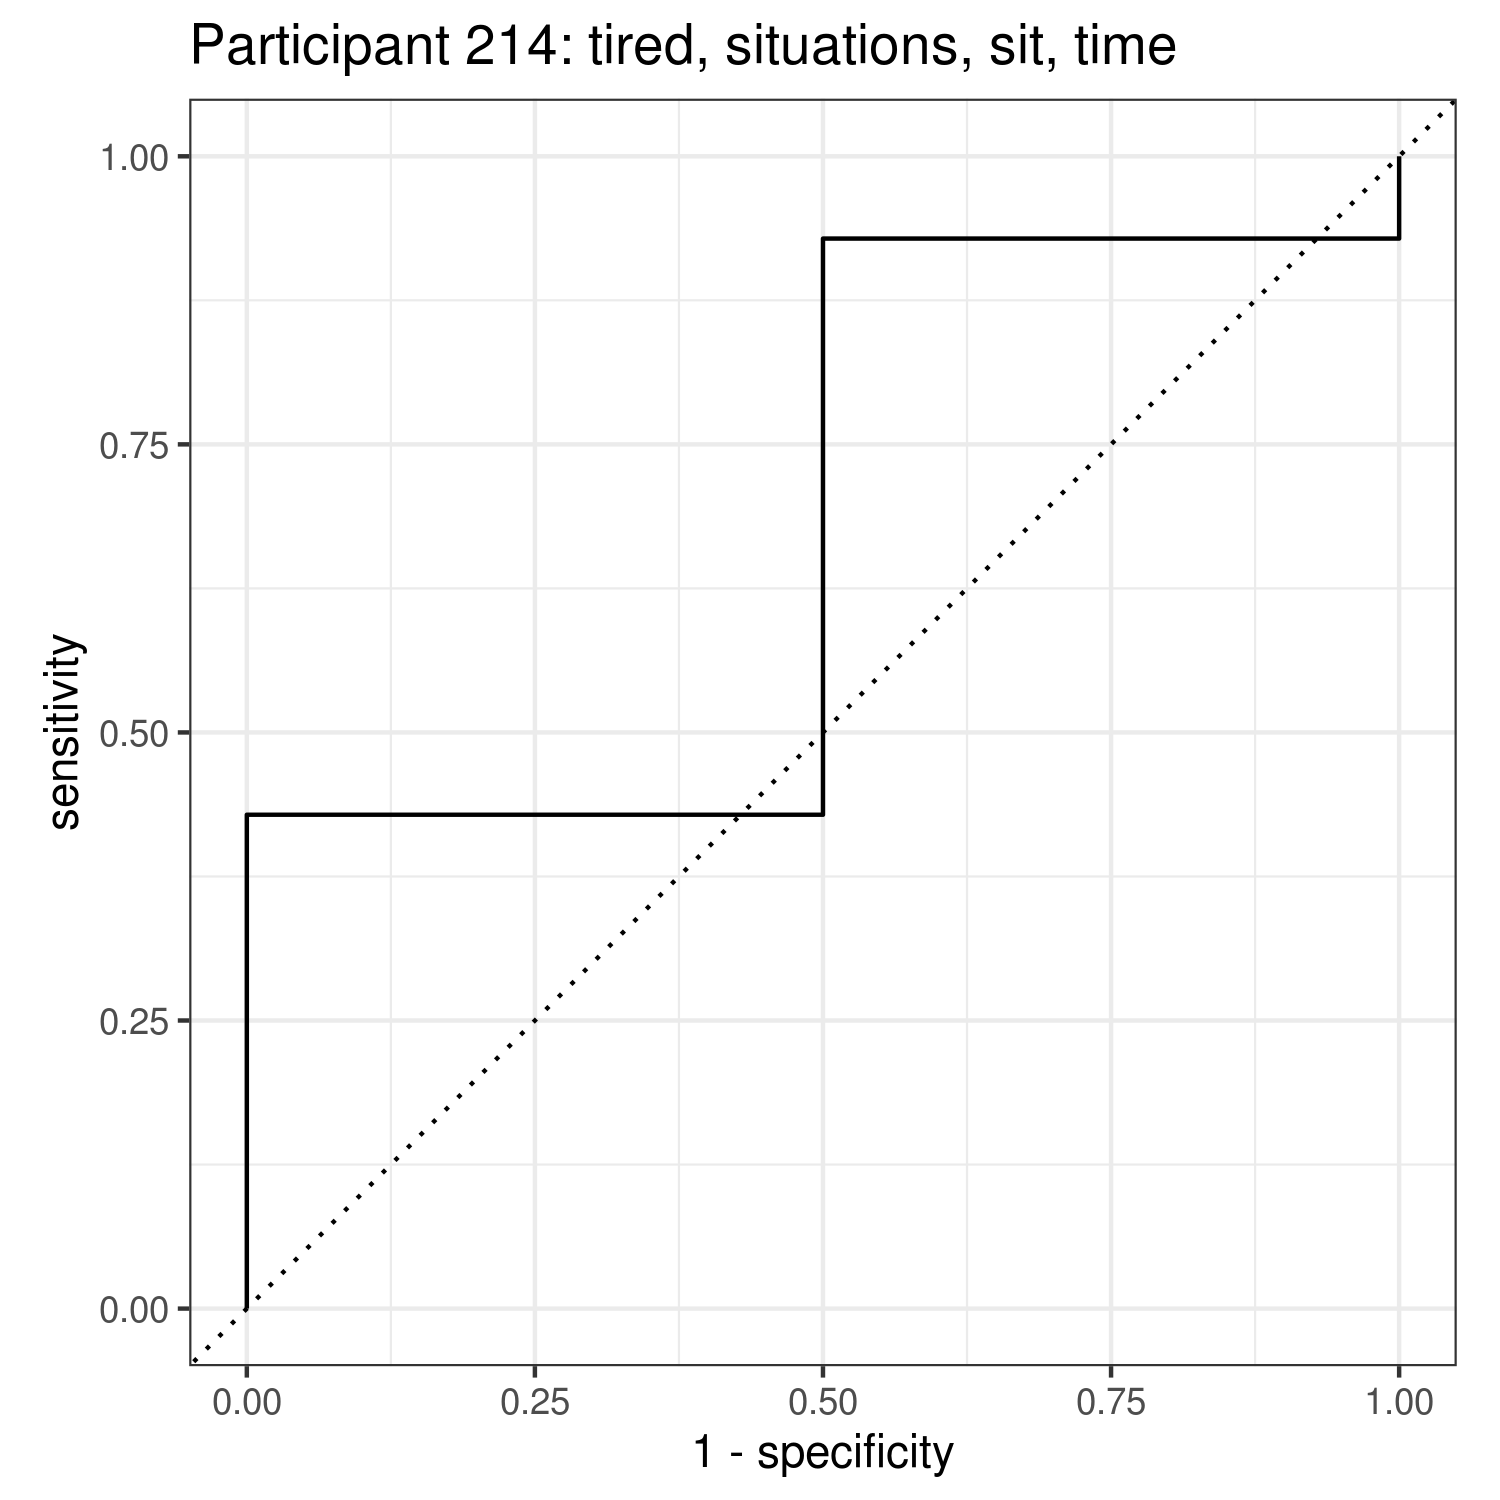 Participant 214: tired, situations, sit, time
1.00
0.75
0.50
0.25
0.00
sensitivity
0.00 0.25 0.50 0.75 1.00
1 - specificity